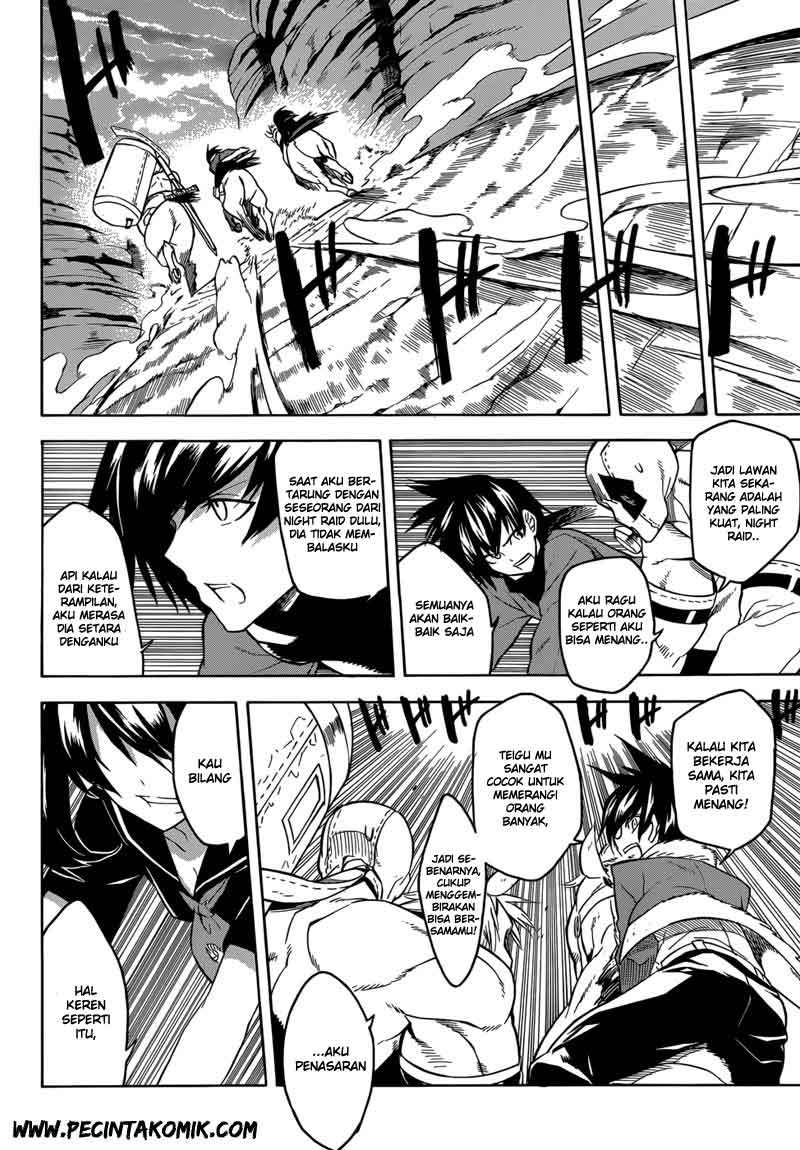 JADI LAWAN
KITA SEKA-
RANG ADALAH
YANG PALING
KUAT, NIGHT
RAID..
AKU RAGU
KALAU ORANG
SEPERTI AKU
BISA MENANG..
SEMUANYA
AKAN BAIK-
BAIK SAJA
SAAT AKU BER-
TARUNG DENGAN
SESEORANG DARI
NIGHT RAID DULU,
DIA TIDAK MEM-
BALASKU
API KALAU
DARI KETE-
RAMPILAN,
AKU MERASA
DIA SETARA
DENGANKU
KALAU KITA
BEKERJA
SAMA, KITA
PASTI
MENANG!
TEIGU MU
SANGAT
COCOK UNTUK
MEMERANGI
ORANG
BANYAK,
JADI SE-
BENARNYA,
CUKUP
MENGGEM-
BIRAKAN
BISA BER-
SAMAMU!
KAU
BILANG
HAL
KEREN
SEPERTI
ITU,
...AKU
PENASARAN
WWW.PECINTAKOMIK.COM